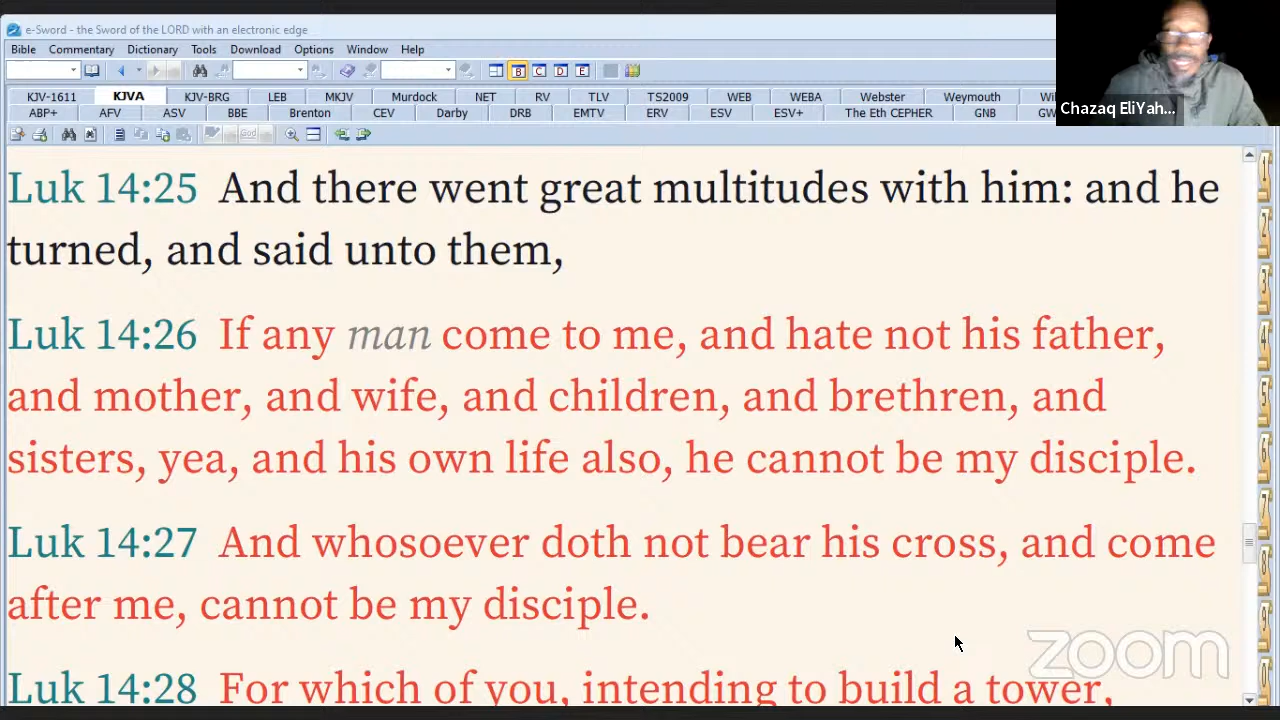 e-Sword - the Sword of the LORD with an electronic edge
Bible Commentary Dictionary Tools Download Options Window Help
KJV-1611 KJVA KJV-BRG LEB MKJV Murdock NET RV TLV TS2009 WEB WEBA Webster Weymouth
ABP+ AFV ASV BBE Brenton CEV Darby DRB EMTV ERV ESV ESV+ The Eth CEPHER GNB
Chazaq EliYah...
Luk 14:25 And there went great multitudes with him: and he
turned, and said unto them,
Luk 14:26 If any man come to me, and hate not his father,
and mother, and wife, and children, and brethren, and
sisters, yea, and his own life also, he cannot be my disciple.
Luk 14:27 And whosoever doth not bear his cross, and come
after me, cannot be my disciple.
Luk 14:28 For which of you, intending to build a tower,
zoom